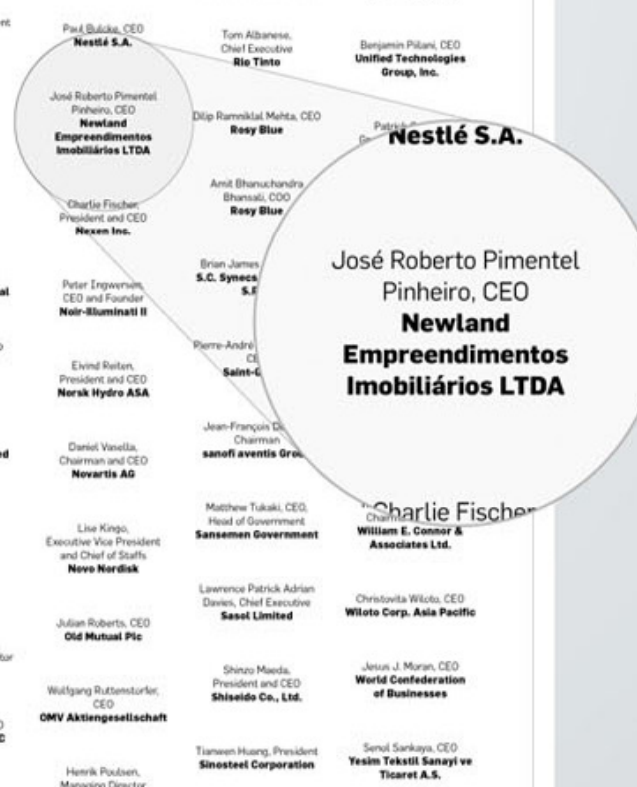 Paul Bulcke, CEO
Nestlé S.A.
José Roberto Pimentel
Pinheiro, CEO
Newland
Empreendimentos
Imobiliários LTDA
Charlie Fischer,
President and CEO
Nexen Inc.
Peter Ingwersen,
CEO and Founder
Noir-Illuminati II
Eivind Reiten,
President and CEO
Norsk Hydro ASA
Daniel Vasella,
Chairman and CEO
Novartis AG
Lise Kingo,
Executive Vice President
and Chief of Staffs
Novo Nordisk
Julian Roberts, CEO
Old Mutual Plc
Wolfgang Ruttenstorfer,
CEO
OMV Aktiengesellschaft
Henrik Poulsen,
Managing Director
Tom Albanese,
Chief Executive
Rio Tinto
Dilip Ramniklal Mehta, CEO
Rosy Blue
Amit Bhanuchandra
Bhansali, COO
Rosy Blue
Brian James
S.C. Synecs
Pierre-André
Jean-François
Chairman
sanofi aventis
Matthew Tukaki, CEO,
Head of Government
Sansemen Government
Lawrence Patrick Adrian
Davies, Chief Executive
Sasol Limited
Shinzo Maeda,
President and CEO
Shiseido Co., Ltd.
Tianwen Huang, President
Sinosteel Corporation
Benjamin Pillani, CEO
Unified Technologies
Group, Inc.
Nestlé S.A.
José Roberto Pimentel
Pinheiro, CEO
Newland
Empreendimentos
Imobiliários LTDA
Charlie Fischer
William E. Connor &
Associates Ltd.
Christovita Wiloto, CEO
Wiloto Corp. Asia Pacific
Jesus J. Moran, CEO
World Confederation
of Businesses
Senol Sankaya, CEO
Yesim Tekstil Sanayi ve
Ticaret A.S.